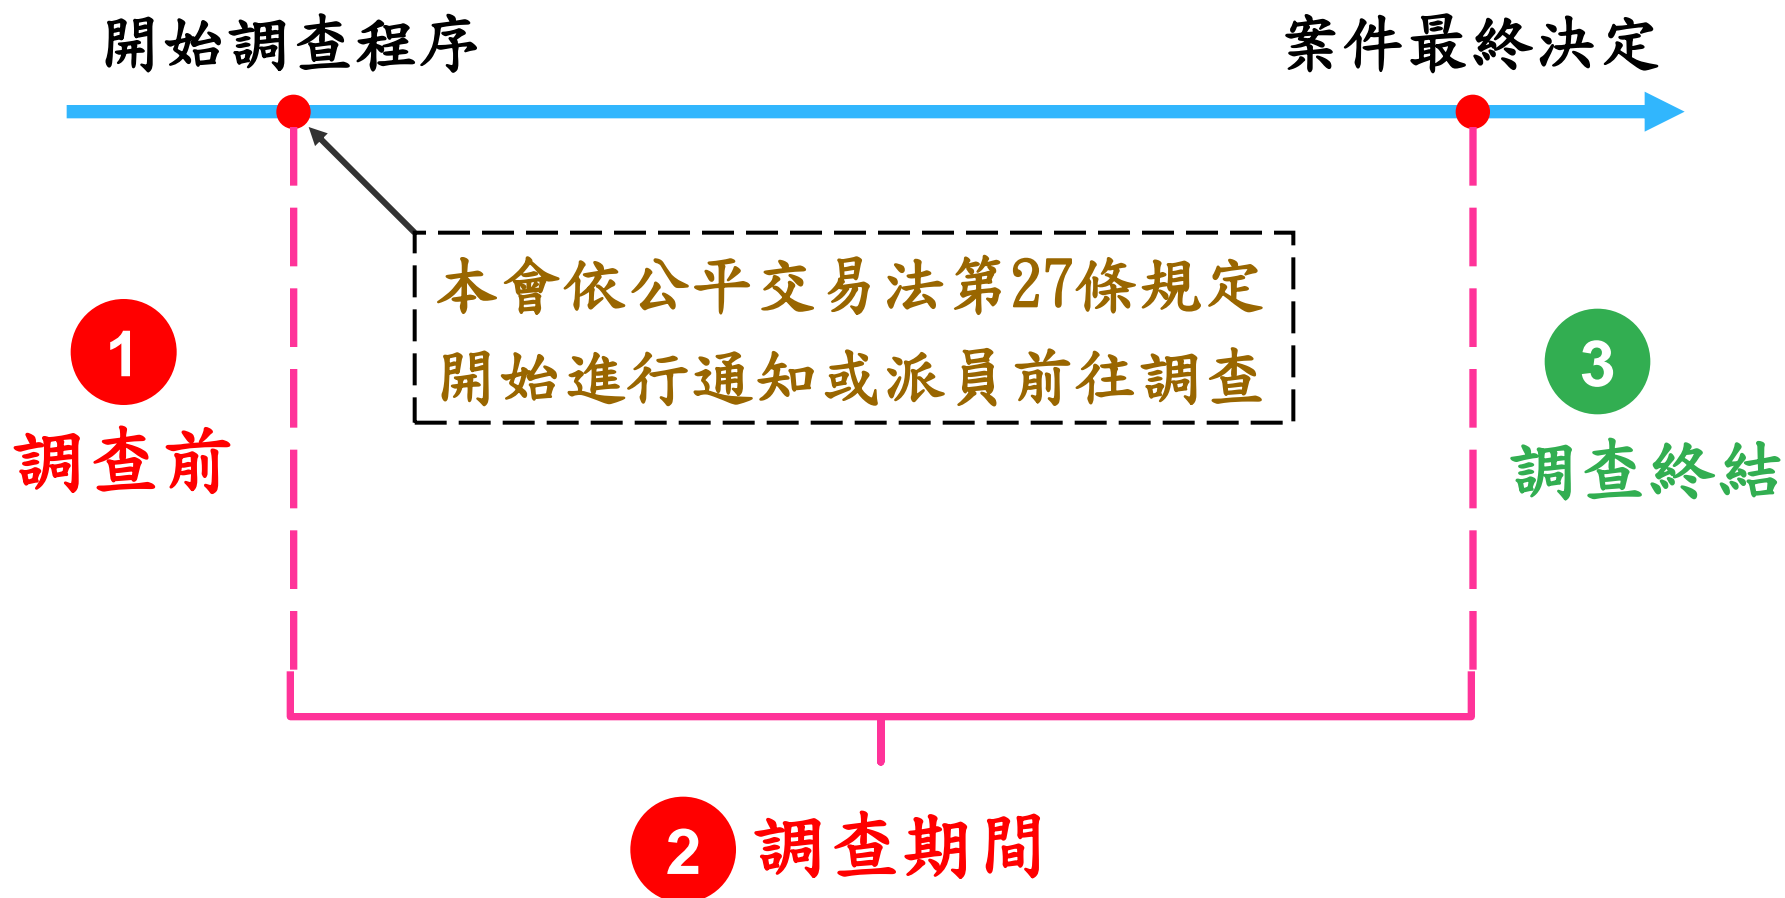 開始調查程序
案件最終決定
本會依公平交易法第27條規定
開始進行通知或派員前往調查
1
調查前
3
調查終結
2 調查期間